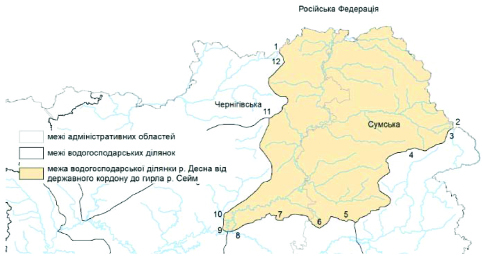 Російська Федерація
1
12
Чернігівська
11
Сумська
2
3
4
межі адміністративних областей
межі водогосподарських ділянок
межа водогосподарської ділянки р. Десна від
державного кордону до гирла р. Сейм
10
9
8
7
6
5